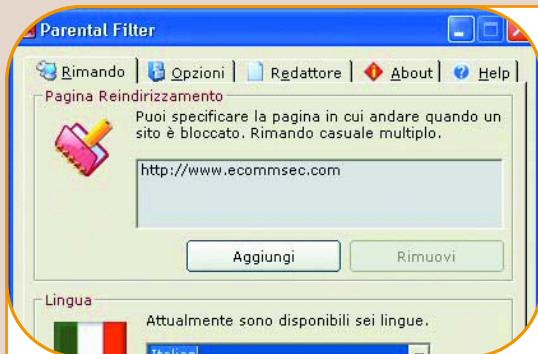 Parental Filter
Rimando Opzioni Redattore About Help
Pagina Reindirizzamento
Puoi specificare la pagina in cui andare quando un
sito è bloccato. Rimando casuale multiplo.
http://www.ecommsec.com
Aggiungi Rimuovi
Lingua
Attualmente sono disponibili sei lingue.
Italian